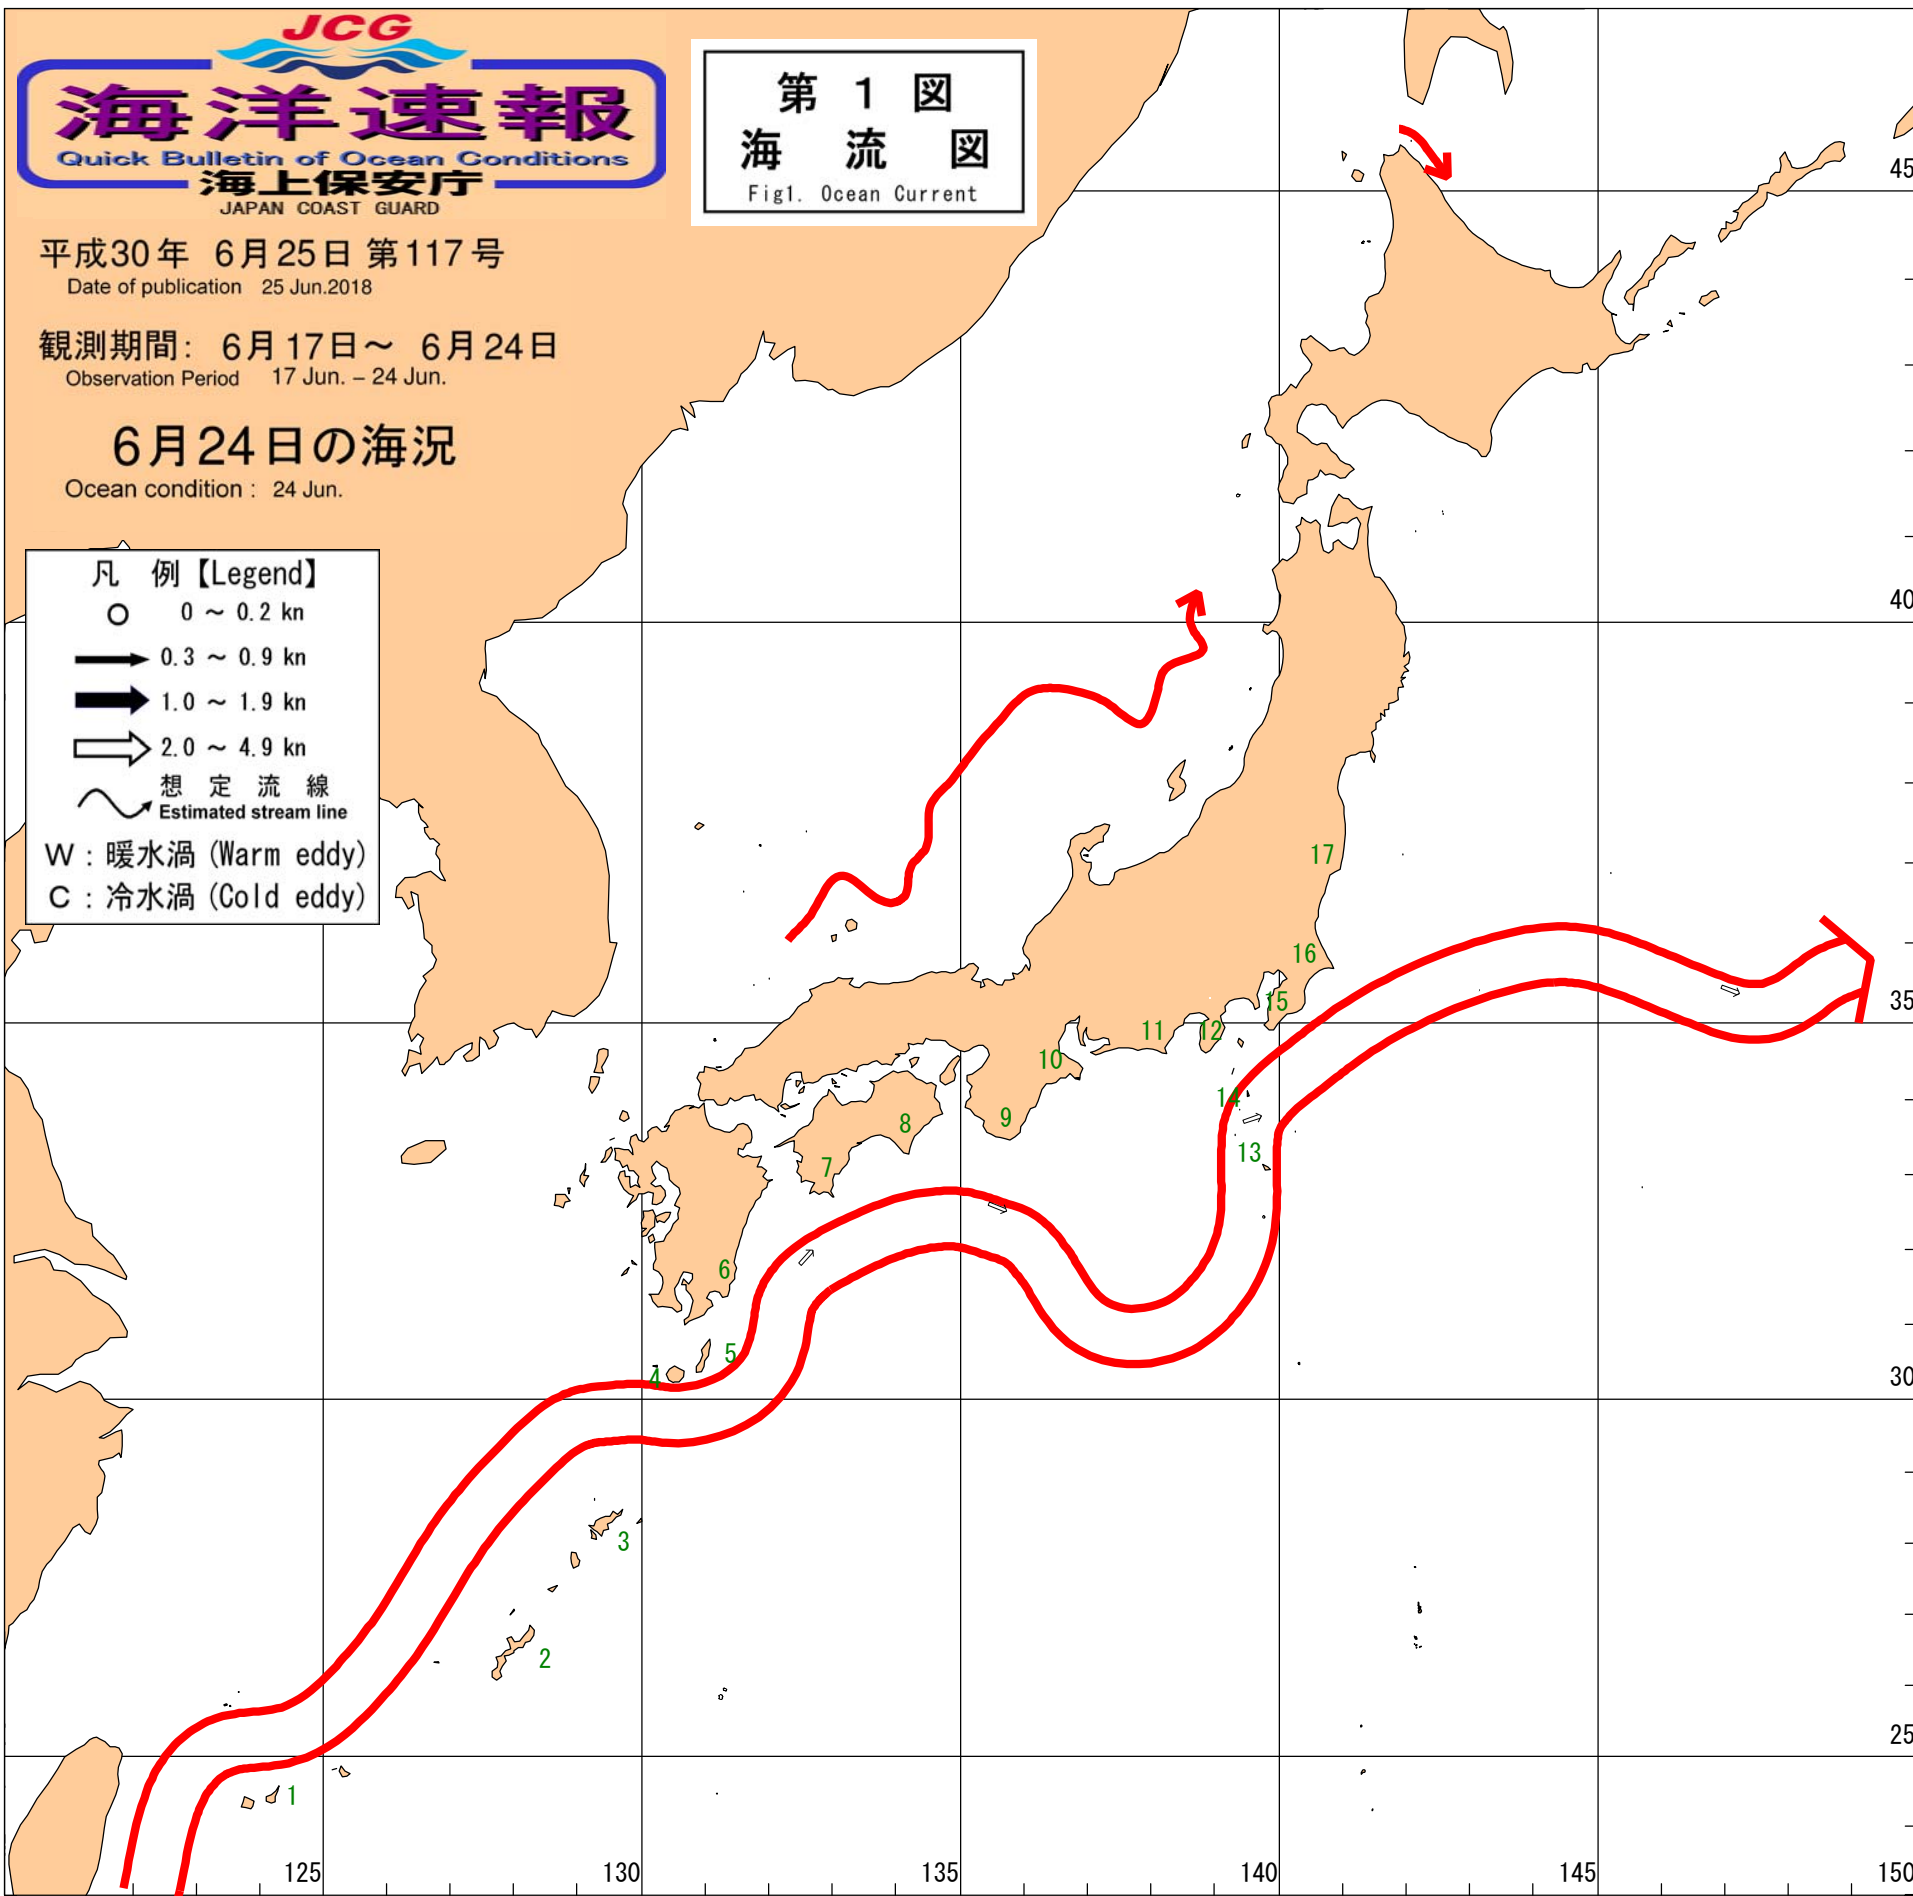 JCG
海洋速報
Quick Bulletin of Ocean Conditions
海上保安庁
JAPAN COAST GUARD
第 1 図
海 流 図
Fig1. Ocean Current
平成30年 6月25日 第117号
Date of publication 25 Jun.2018
観測期間: 6月17日～ 6月24日
Observation Period 17 Jun. – 24 Jun.
6月24日の海況
Ocean condition : 24 Jun.
凡 例【Legend】
0 ～ 0.2 kn
0.3 ～ 0.9 kn
1.0 ～ 1.9 kn
2.0 ～ 4.9 kn
想 定 流 線
Estimated stream line
W : 暖水渦 (Warm eddy)
C : 冷水渦 (Cold eddy)
45
40
17
16
35
15
11
12
10
14
9
8
13
7
6
5
4
30
3
2
25
1
125
130
135
140
145
150